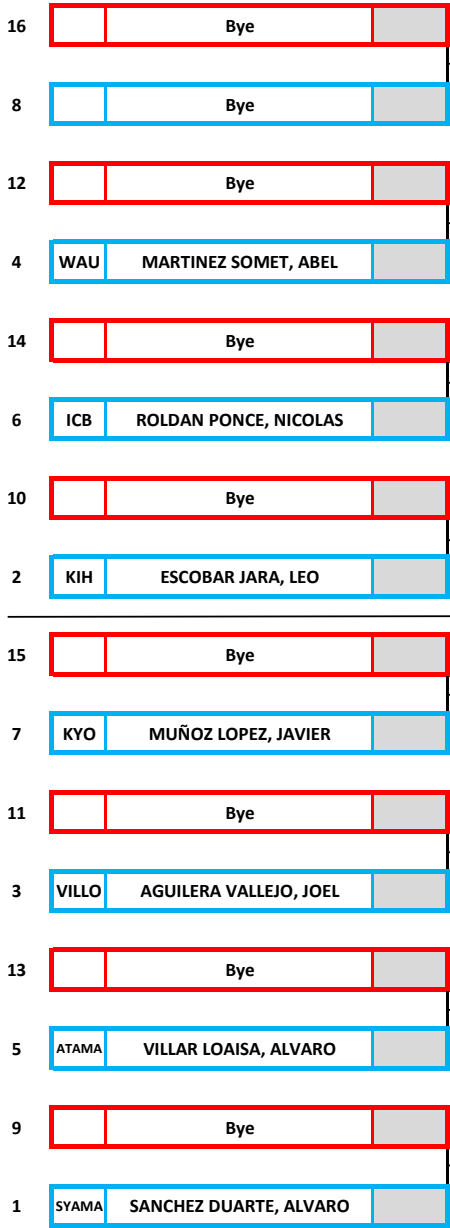 16 Bye
8 Bye
12 Bye
4 WAU MARTINEZ SOMET, ABEL
14 Bye
6 ICB ROLDAN PONCE, NICOLAS
10 Bye
2 KIH ESCOBAR JARA, LEO
15 Bye
7 KYO MUÑOZ LOPEZ, JAVIER
11 Bye
3 VILLO AGUILERA VALLEJO, JOEL
13 Bye
5 ATAMA VILLAR LOAISA, ALVARO
9 Bye
1 SYAMA SANCHEZ DUARTE, ALVARO